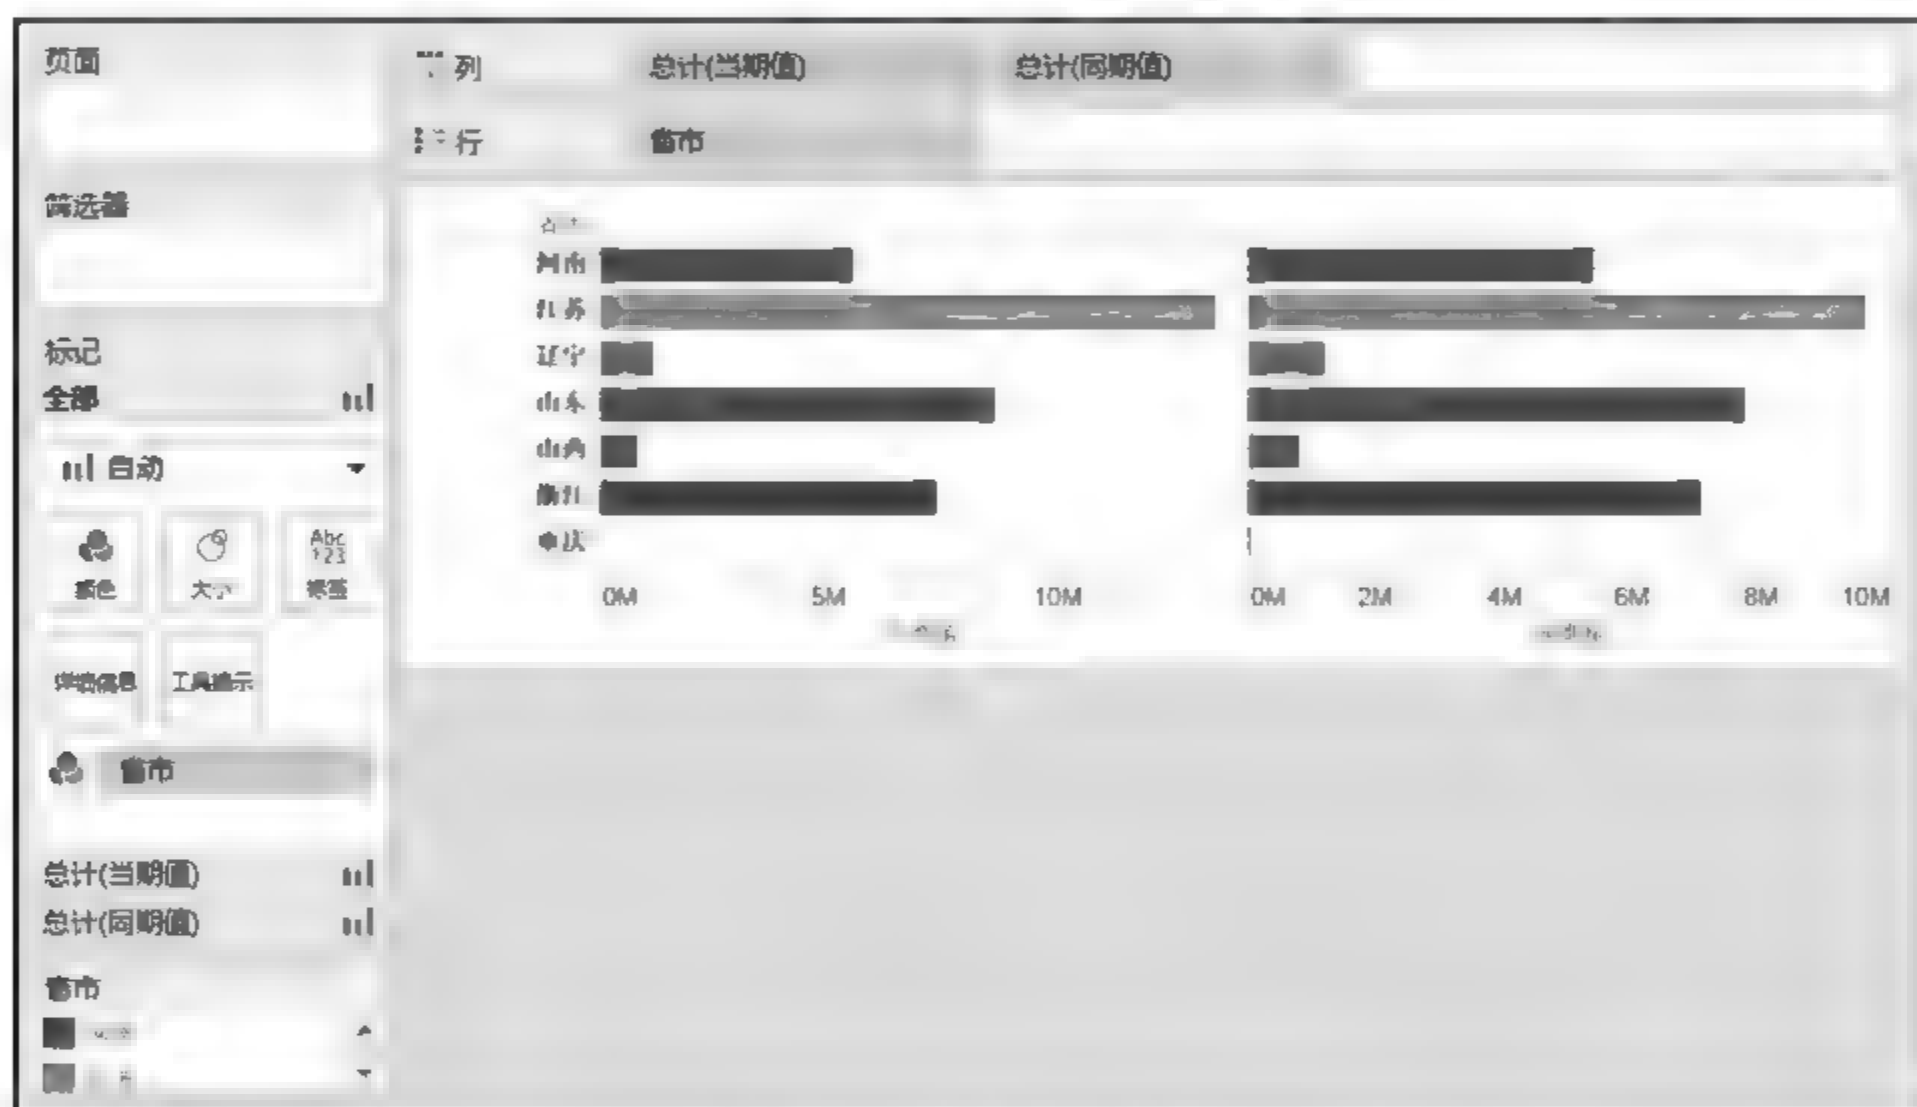 页面
列 总计(当期值) 总计(同期值)
行 省市
筛选器
河南
江苏
辽宁
山东
山西
浙江
重庆
0M 5M 10M 0M 2M 4M 6M 8M 10M
标记
全部
自动
颜色 大小 Abc 123 标签
详细信息 工具提示
省市
总计(当期值)
总计(同期值)
省市